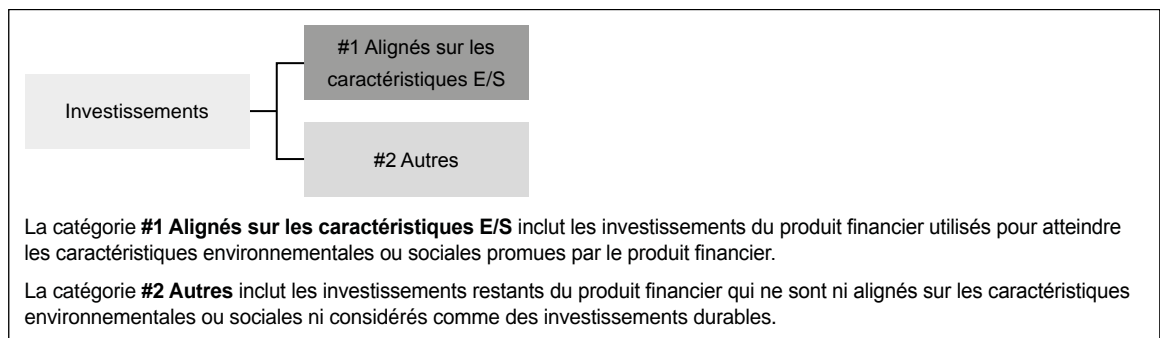 #1 Alignés sur les
caractéristiques E/S
Investissements
#2 Autres
La catégorie #1 Alignés sur les caractéristiques E/S inclut les investissements du produit financier utilisés pour atteindre
les caractéristiques environnementales ou sociales promues par le produit financier.
La catégorie #2 Autres inclut les investissements restants du produit financier qui ne sont ni alignés sur les caractéristiques
environnementales ou sociales ni considérés comme des investissements durables.